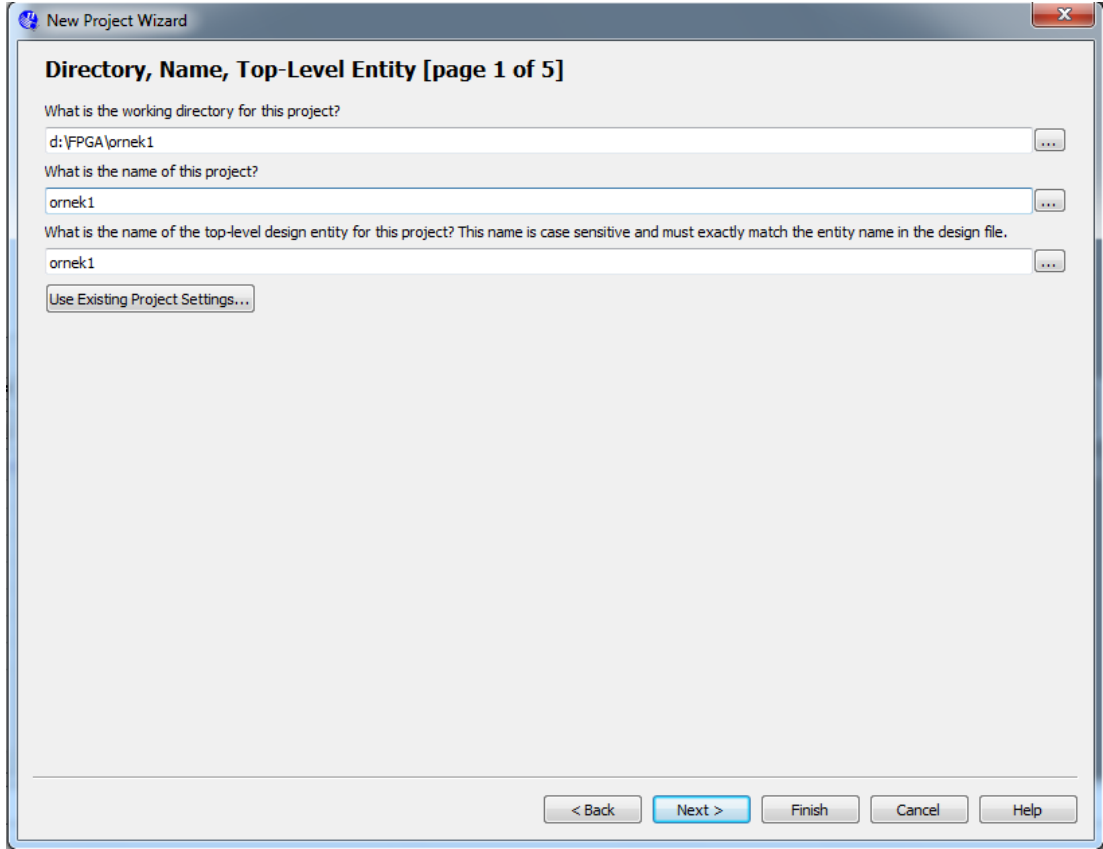 New Project Wizard
Directory, Name, Top-Level Entity [page 1 of 5]
What is the working directory for this project?
d:\FPGA\ornek1
...
What is the name of this project?
ornek1
...
What is the name of the top-level design entity for this project? This name is case sensitive and must exactly match the entity name in the design file.
ornek1
...
Use Existing Project Settings...
< Back
Next >
Finish
Cancel
Help